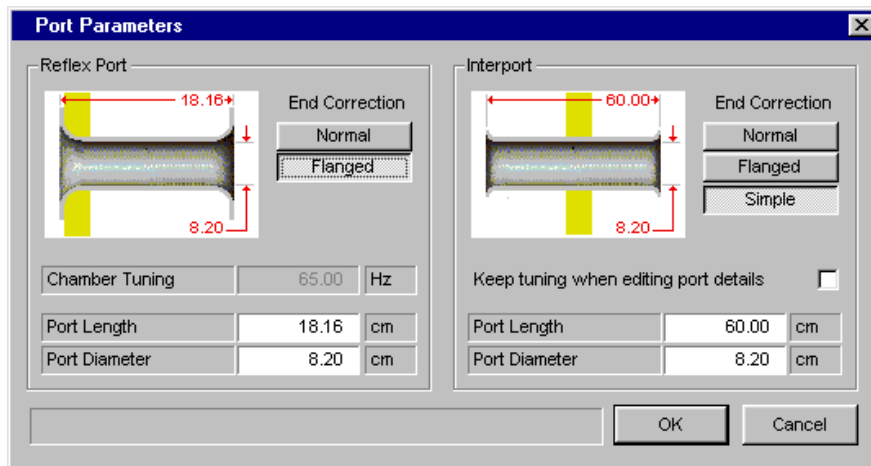 Port Parameters
Reflex Port
18.16
8.20
End Correction
Normal
Flanged
Chamber Tuning 65.00 Hz
Port Length 18.16 cm
Port Diameter 8.20 cm
Interport
60.00
8.20
End Correction
Normal
Flanged
Simple
Keep tuning when editing port details
Port Length 60.00 cm
Port Diameter 8.20 cm
OK Cancel